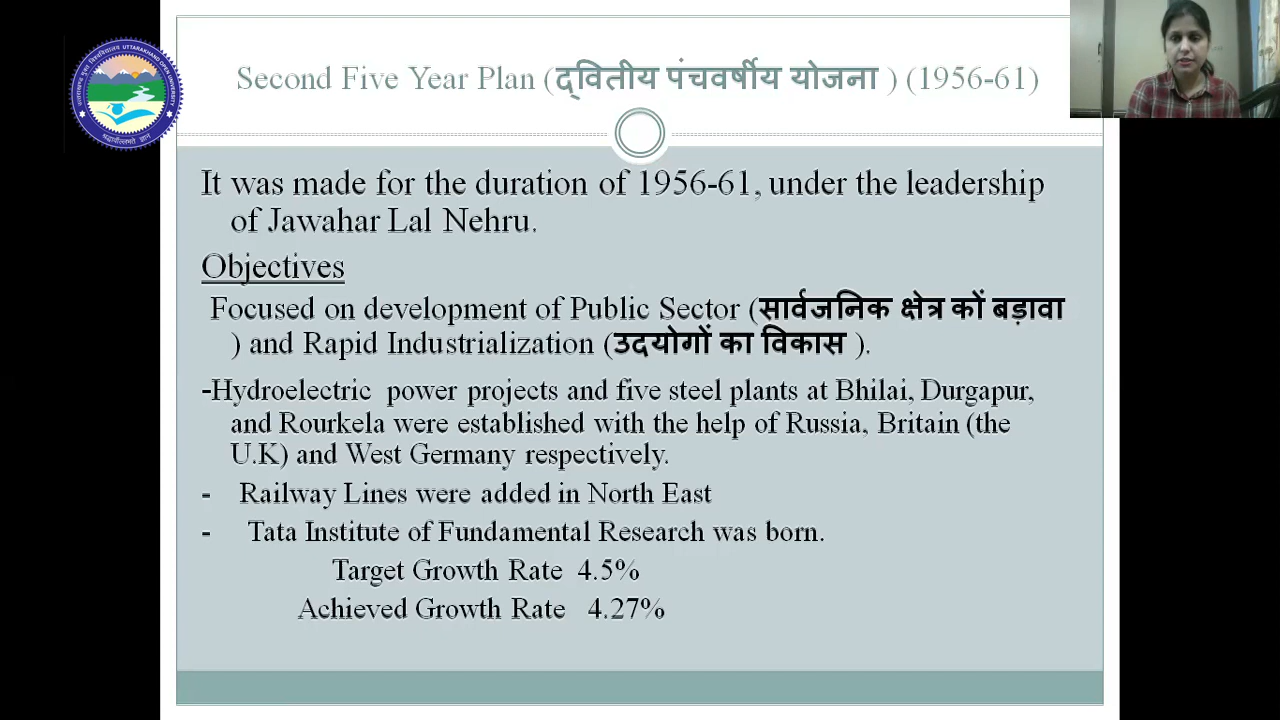 UTTARAKHAND OPEN UNIVERSITY
Second Five Year Plan (द्वितीय पंचवर्षीय योजना ) (1956-61)
It was made for the duration of 1956-61, under the leadership
of Jawahar Lal Nehru.
Objectives
Focused on development of Public Sector (सार्वजनिक क्षेत्र कों बड़ावा
) and Rapid Industrialization (उदयोगों का विकास ).
-Hydroelectric power projects and five steel plants at Bhilai, Durgapur,
and Rourkela were established with the help of Russia, Britain (the
U.K) and West Germany respectively.
- Railway Lines were added in North East
- Tata Institute of Fundamental Research was born.
Target Growth Rate 4.5%
Achieved Growth Rate 4.27%